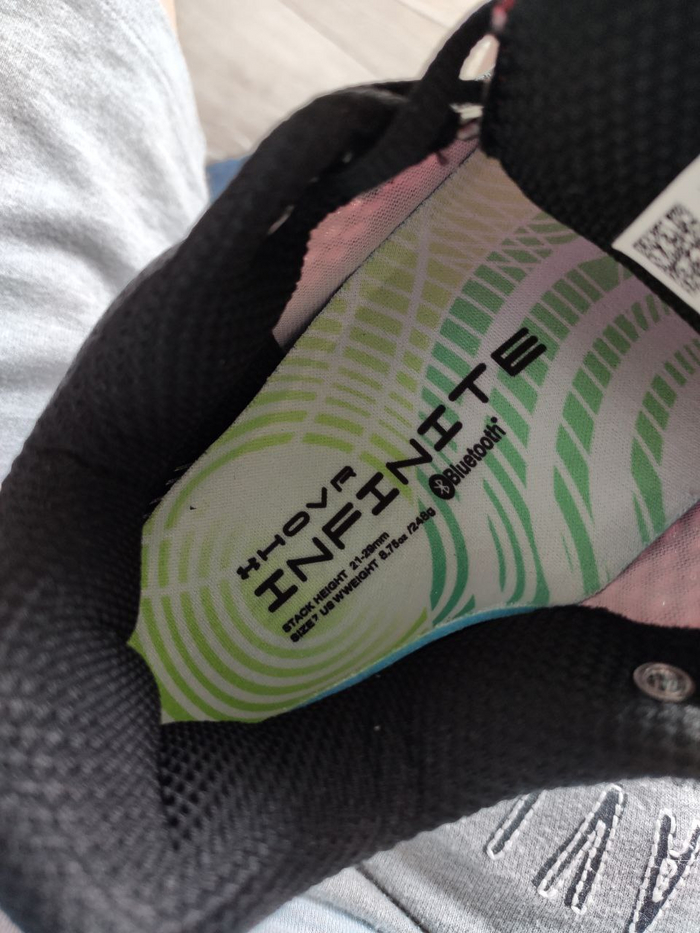 HOVR
INFINITE
Bluetooth®
STACK HEIGHT 21-29mm
SIZE 7 US WWEIGHT 8.75oz /248g